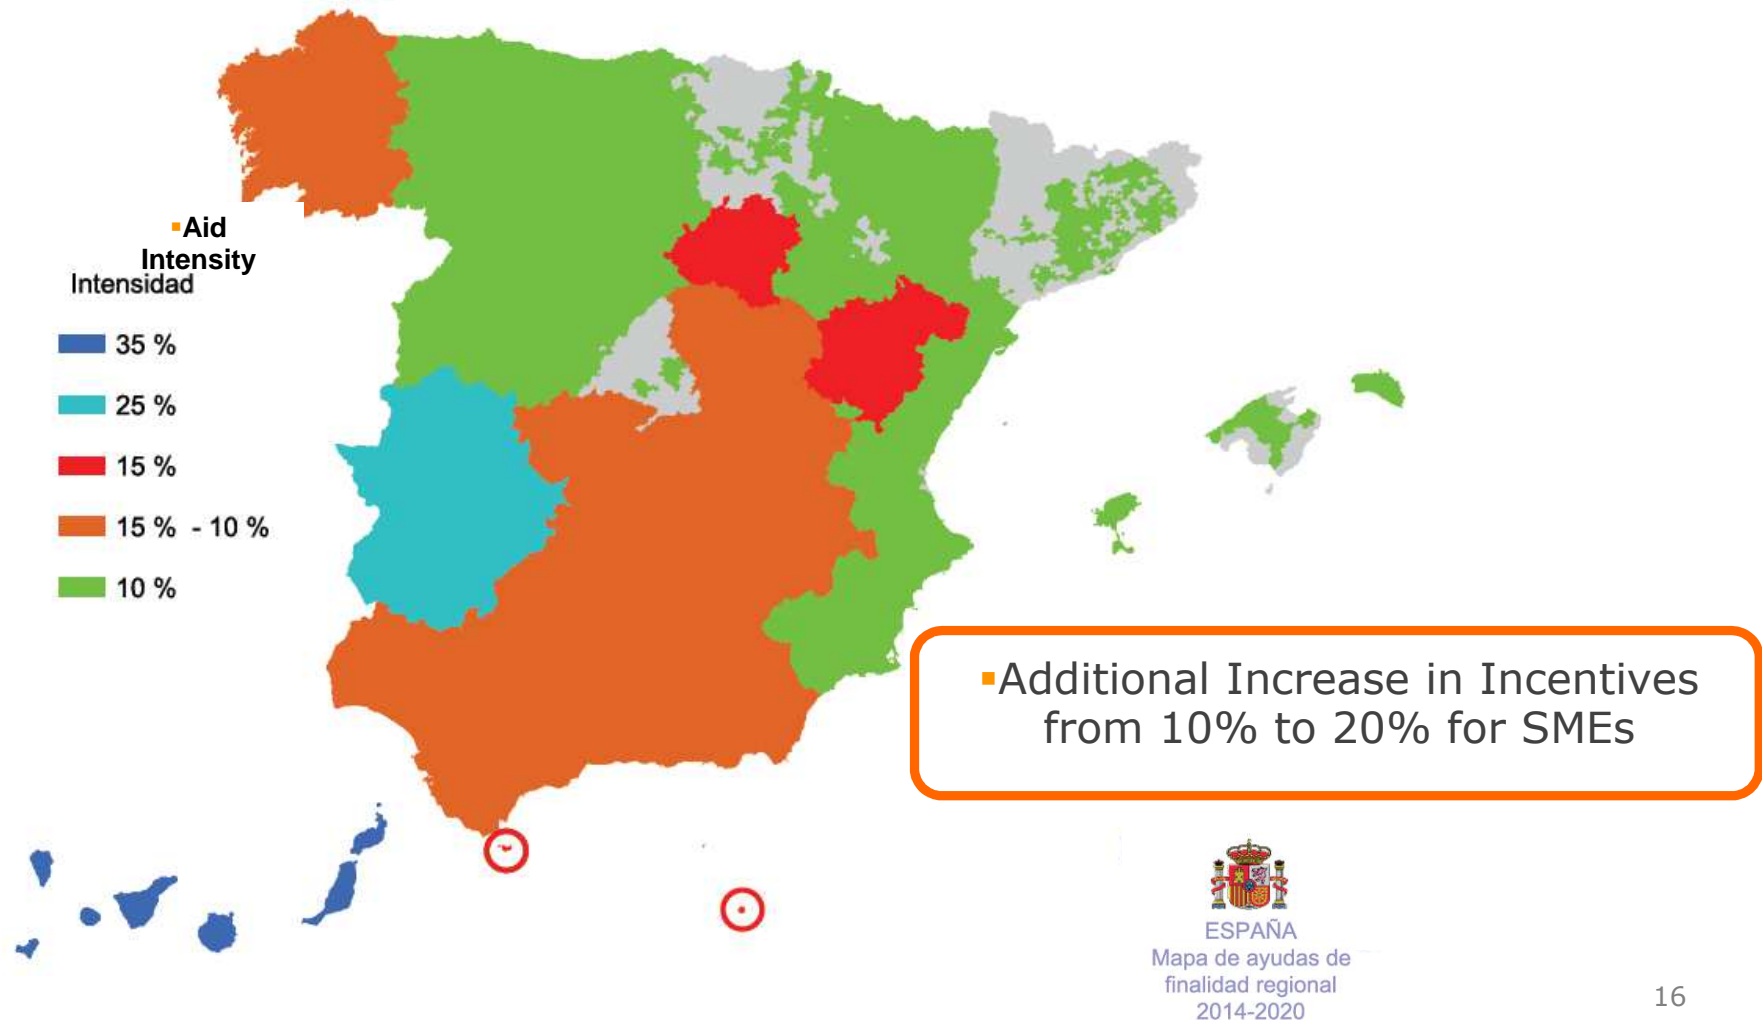 ▪Aid
Intensity
Intensidad
35 %
25 %
15 %
15 % - 10 %
10 %
▪Additional Increase in Incentives
from 10% to 20% for SMEs
ESPAÑA
Mapa de ayudas de
finalidad regional
2014-2020
16